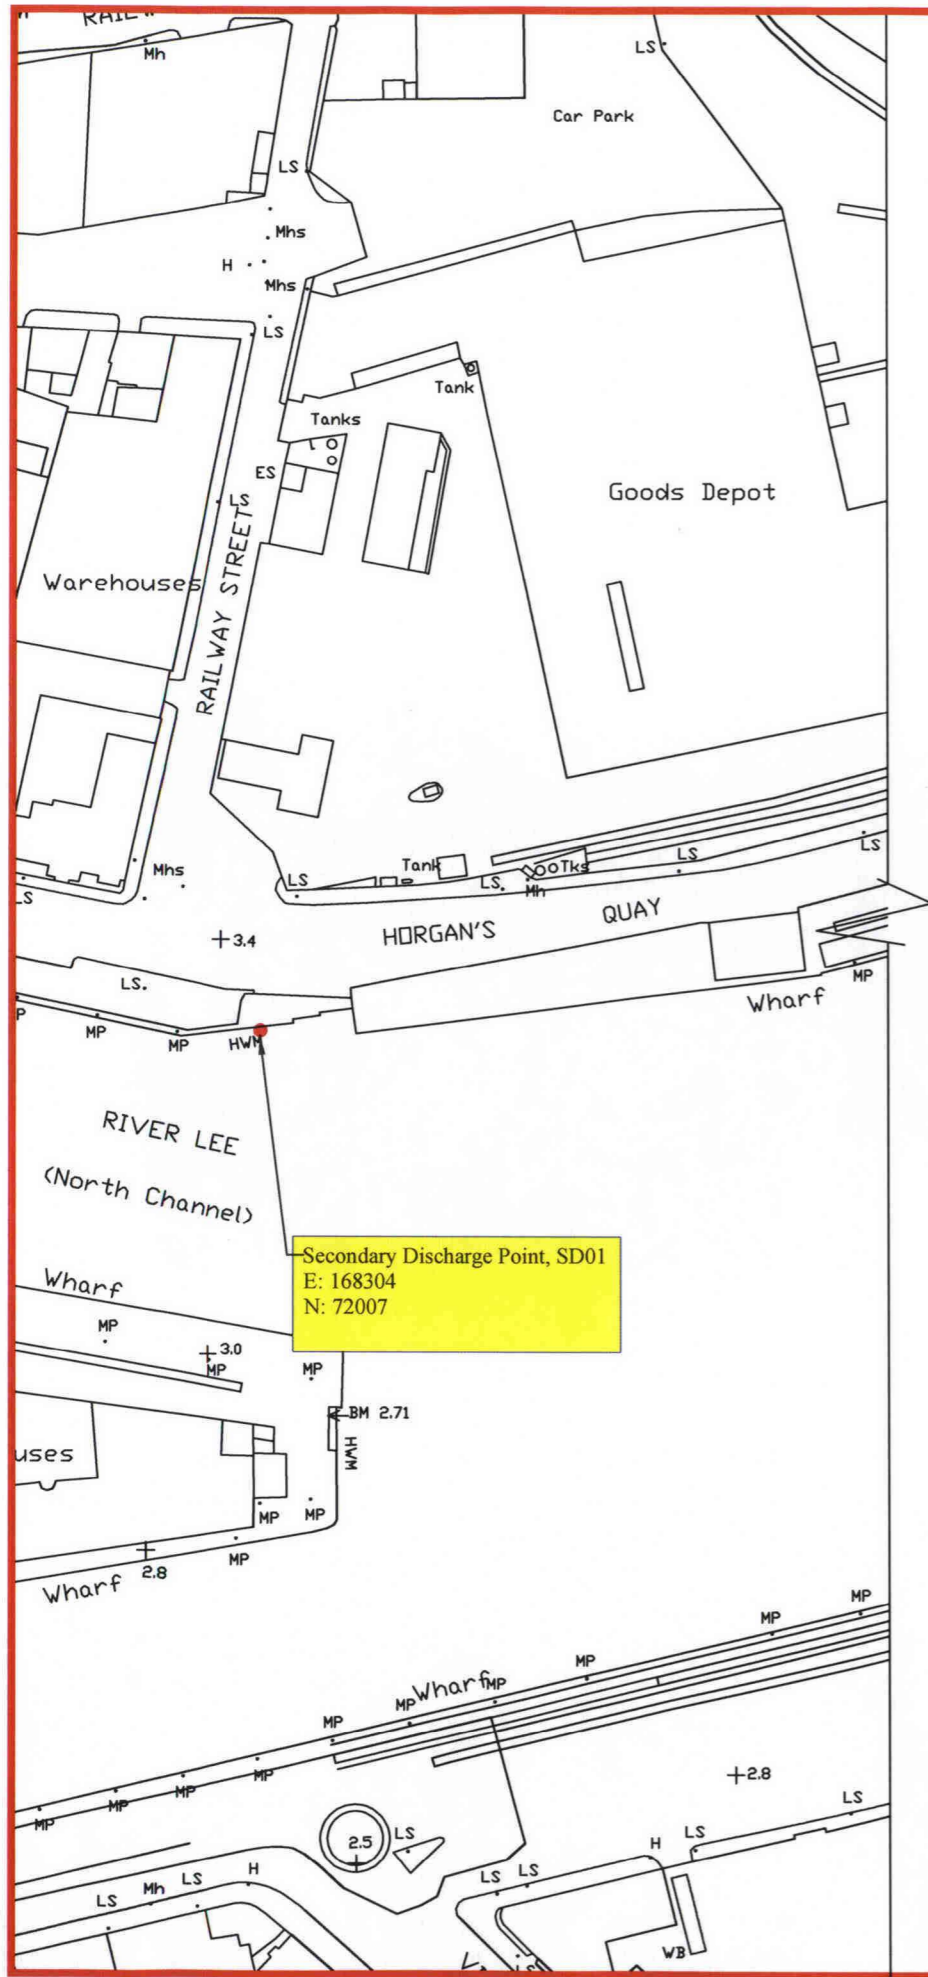 Mh
LS
Car Park
LS
Mhs
H
Mhs
LS
Tank
Tanks
ES
LS
Goods Depot
Warehouses
RAILWAY STREET
Mhs
LS
Tank
LS
Mh
Tks
LS
LS
LS
HORGAN'S QUAY
3.4
LS
MP
Wharf
MP
MP
HWM
RIVER LEE
(North Channel)
Secondary Discharge Point, SD01
E: 168304
N: 72007
Wharf
MP
3.0
MP
MP
BM 2.71
HWM
uses
MP
MP
MP
2.8
Wharf
MP
MP
MP
Wharf
MP
MP
MP
MP
MP
MP
MP
2.8
LS
2.5
LS
H
LS
LS
LS
H
Mh
LS
LS
WB
LS